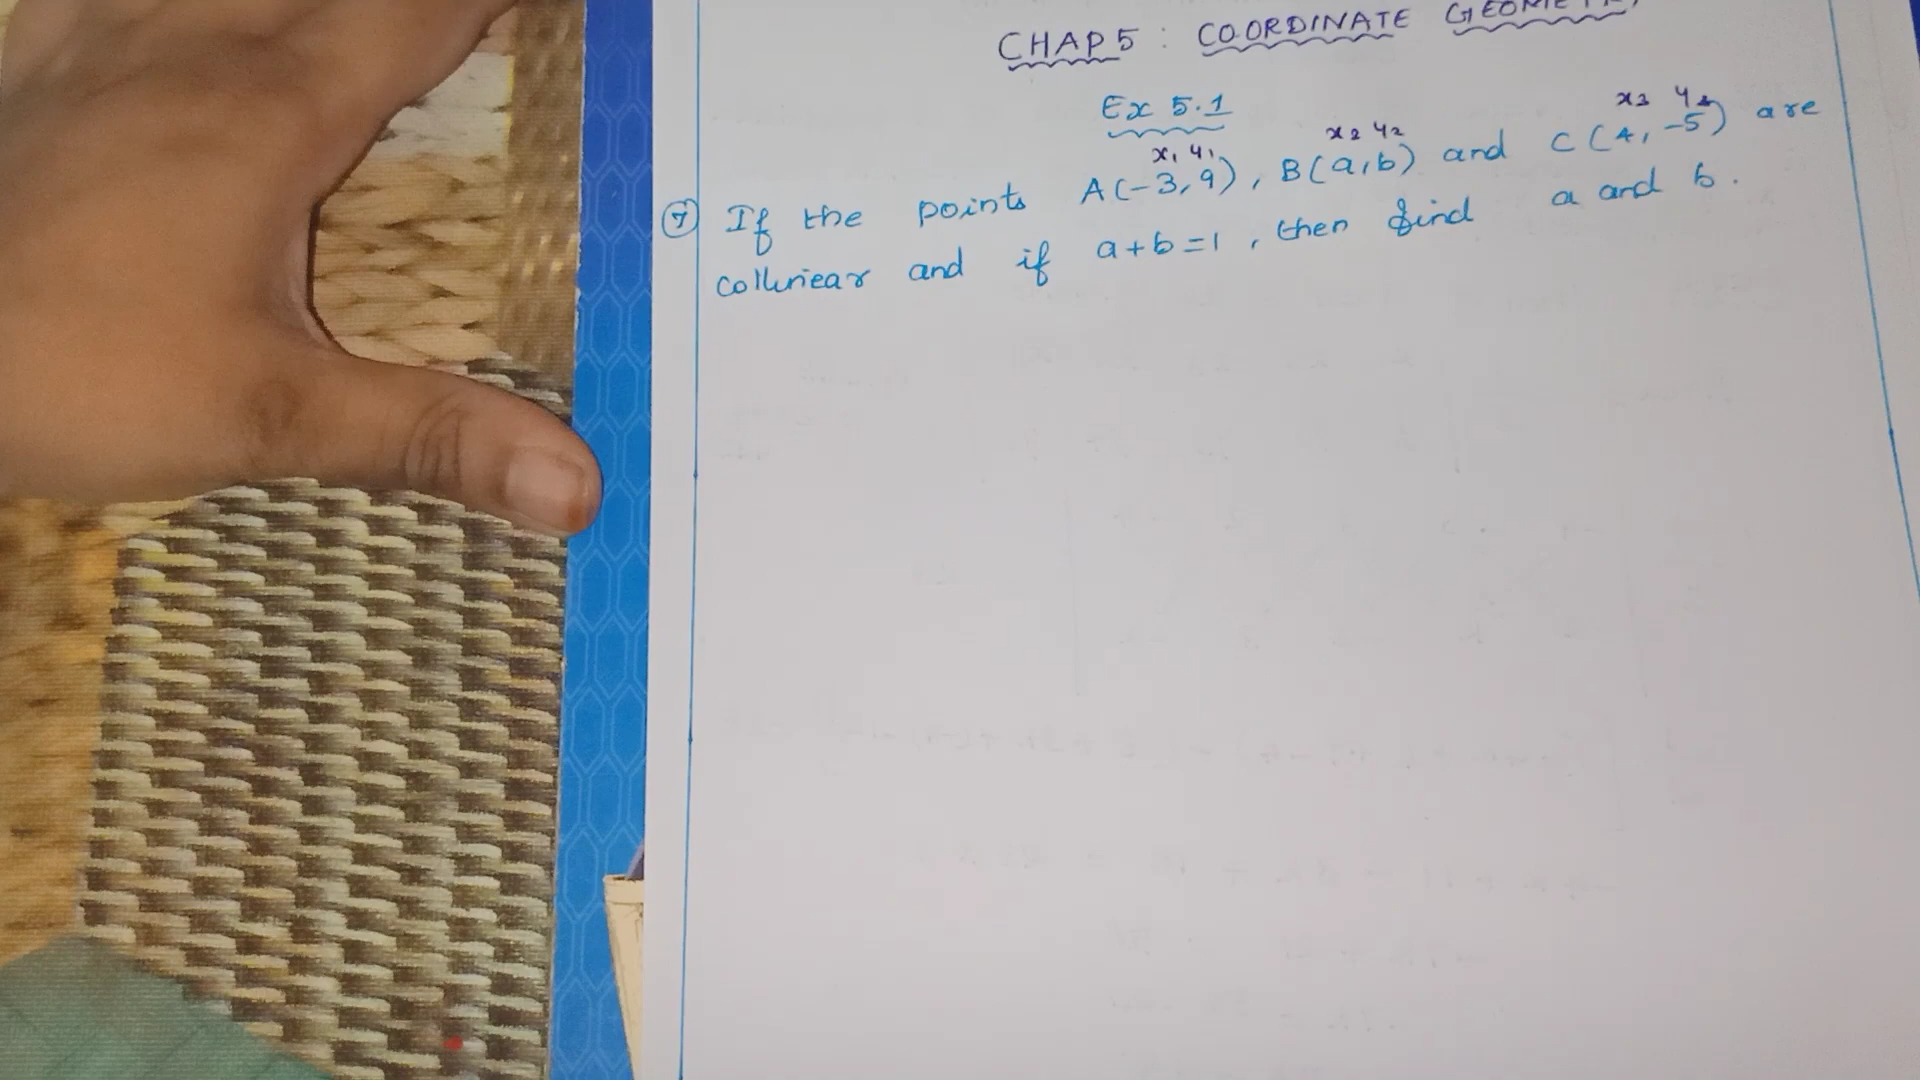 CHAP 5 : COORDINATE GEOMET
Ex 5.1
x₁ y₁ x₂ y₂ x₃ y₃
⑦ If the points A(-3,9), B(a,b) and C(4,-5) are
collinear and if a+b=1, then find a and b.